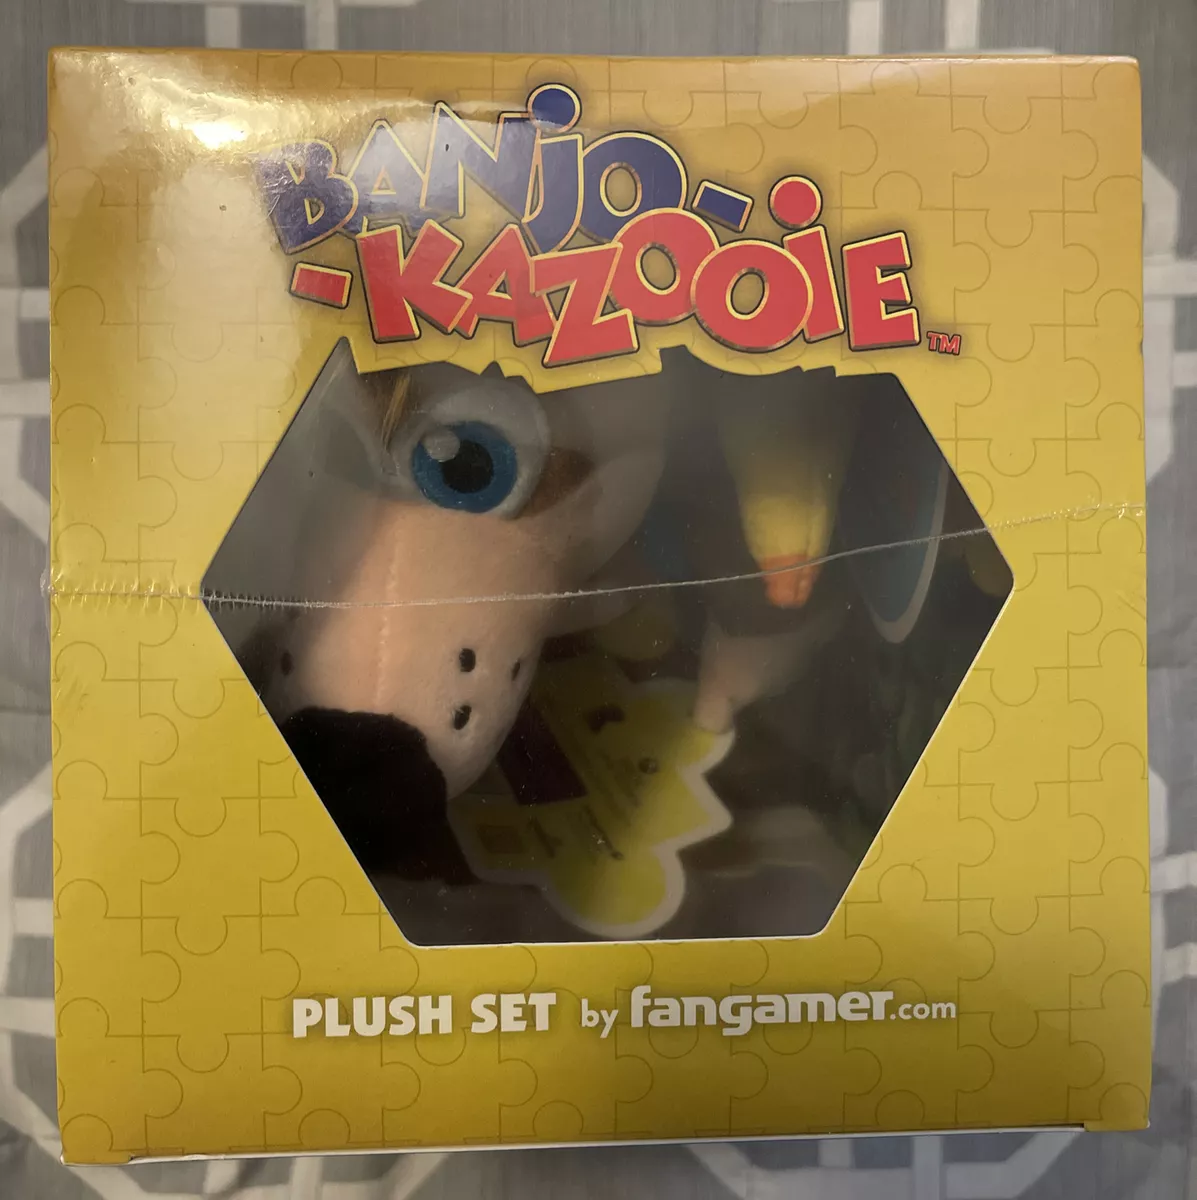 BANJO-
-KAZOOIE™
PLUSH SET by fangamer.com